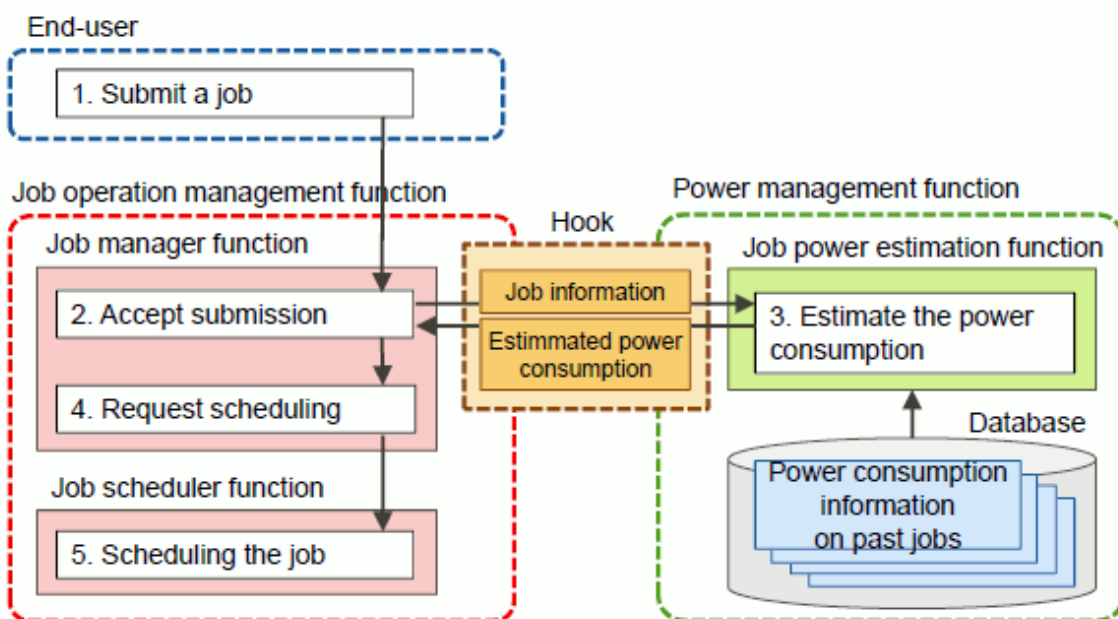 End-user
1. Submit a job
Job operation management function
Power management function
Hook
Job manager function
Job power estimation function
Job information
2. Accept submission
3. Estimate the power
consumption
Estimmated power
consumption
4. Request scheduling
Database
Job scheduler function
Power consumption
information
on past jobs
5. Scheduling the job